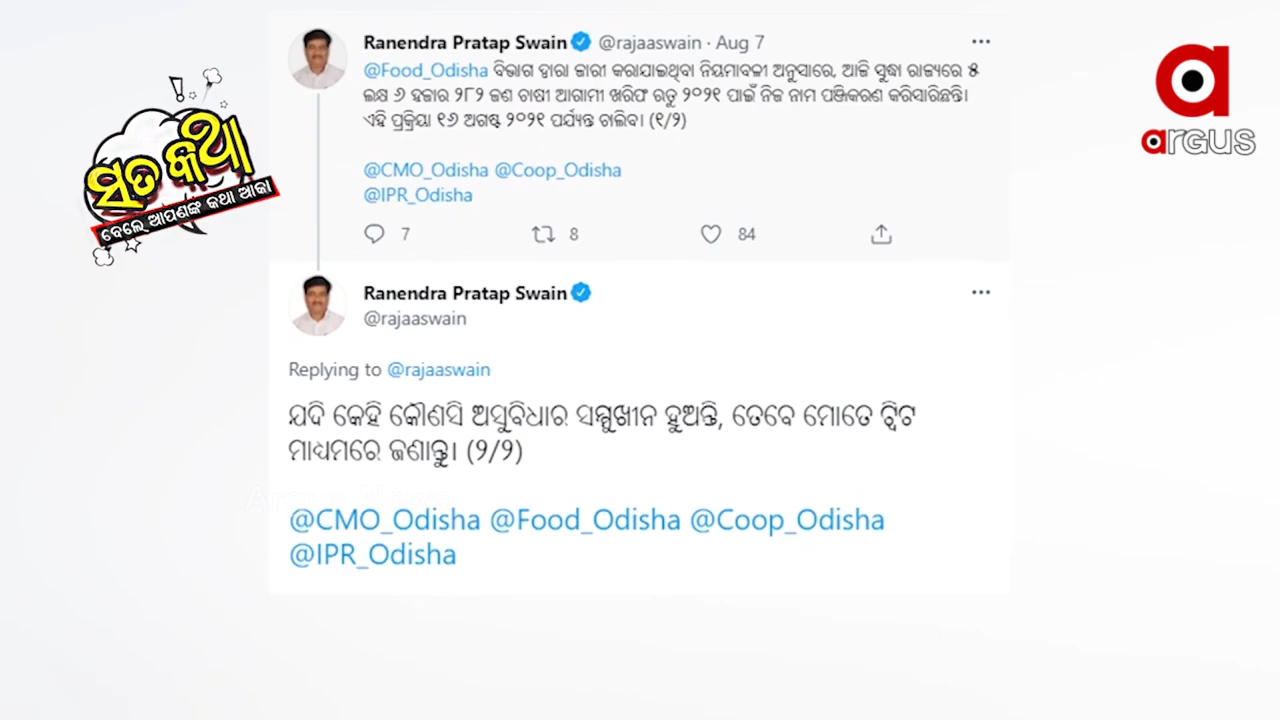 Ranendra Pratap Swain @rajaaswain · Aug 7
@Food_Odisha ବିଭାଗ ଦ୍ୱାରା ଜାରୀ କରାଯାଇଥିବା ନିୟମାବଳୀ ଅନୁସାରେ, ଆଜି ସୁଦ୍ଧା ରାଜ୍ୟରେ ୫
ଲକ୍ଷ ୬ ହଜାର ୨୮୨ ଜଣ ଚାଷୀ ଆଗାମୀ ଖରିଫ ଋତୁ ୨୦୨୧ ପାଇଁ ନିଜ ନାମ ପଞ୍ଜିକରଣ କରିସାରିଛନ୍ତି।
ଏହି ପ୍ରକ୍ରିୟା ୧୬ ଅଗଷ୍ଟ ୨୦୨୧ ପର୍ଯ୍ୟନ୍ତ ଚାଲିବ। (୧/୨)
@CMO_Odisha @Coop_Odisha
@IPR_Odisha
7 8 84
ସତ କଥା
ବେଲେ ଆପଣଙ୍କ କଥା ଆକା
argus
Ranendra Pratap Swain
@rajaaswain
Replying to @rajaaswain
ଯଦି କେହି କୌଣସି ଅସୁବିଧାର ସମ୍ମୁଖୀନ ହୁଅନ୍ତି, ତେବେ ମୋତେ ଟ୍ୱିଟ
ମାଧ୍ୟମରେ ଜଣାନ୍ତୁ। (୨/୨)
@CMO_Odisha @Food_Odisha @Coop_Odisha
@IPR_Odisha